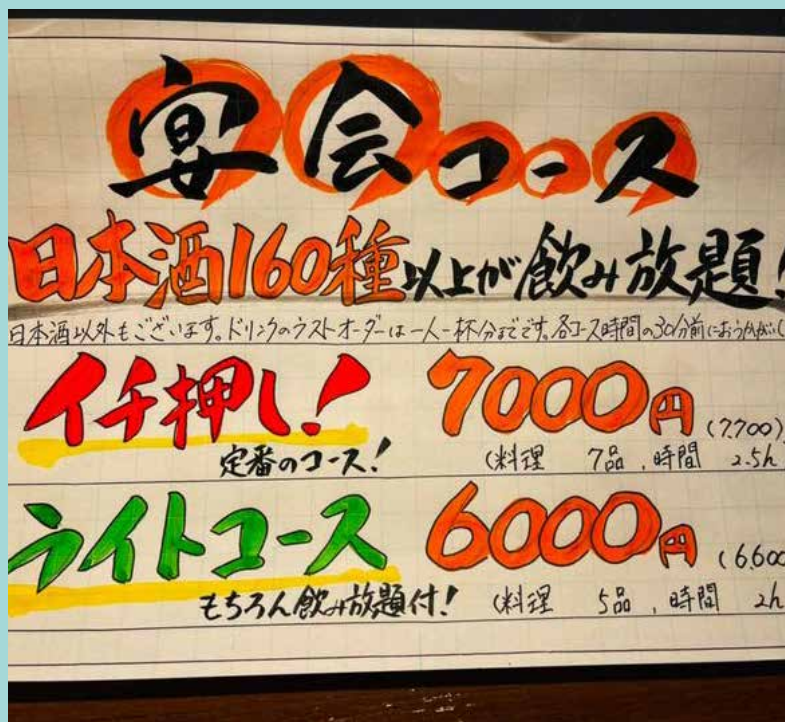 宴会コース
日本酒160種以上が飲み放題!
日本酒以外もございます。ドリンクのラストオーダーは一人一杯分までです。各コース時間の30分前におうかがいし
イチ押し! 7000円 (7,700)
定番のコース! (料理 7品, 時間 2.5h
ライトコース 6000円 (6,600
もちろん飲み放題付! (料理 5品, 時間 2h